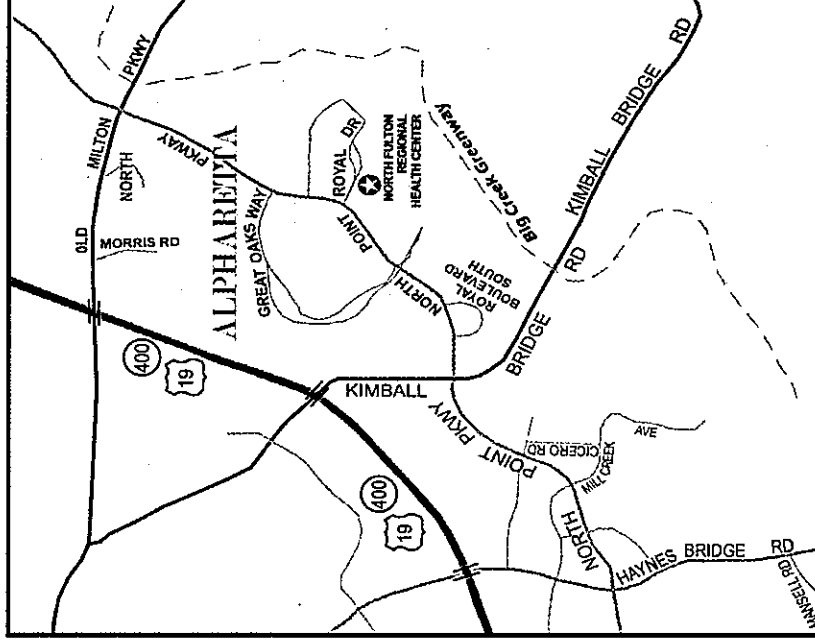 PKWY
MILTON
NORTH
OLD
MORRIS RD
PKWY
ALPHARETTA
GREAT OAKS WAY
ROYAL DR
NORTH FULTON
REGIONAL
HEALTH CENTER
POINT
NORTH
Big Creek Greenway
ROYAL
BOULEVARD
SOUTH
KIMBALL
BRIDGE
RD
RD
BRIDGE
KIMBALL
400
19
400
19
PKWY
POINT
NORTH
CICERO RD
MILL CREEK
AVE
HAYNES BRIDGE RD
MANSELL RD